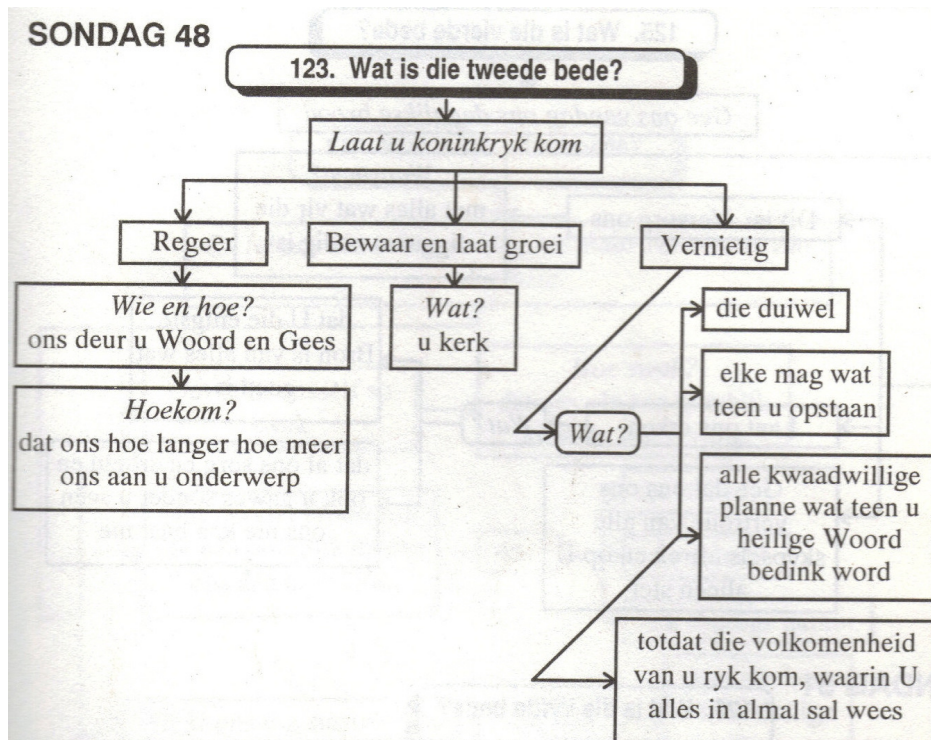 SONDAG 48
123. Wat is die tweede bede?
Laat u koninkryk kom
Regeer
Bewaar en laat groei
Vernietig
Wie en hoe?
ons deur u Woord en Gees
Hoekom?
dat ons hoe langer hoe meer
ons aan u onderwerp
Wat?
u kerk
Wat?
die duiwel
elke mag wat
teen u opstaan
alle kwaadwillige
planne wat teen u
heilige Woord
bedink word
totdat die volkomenheid
van u ryk kom, waarin U
alles in almal sal wees